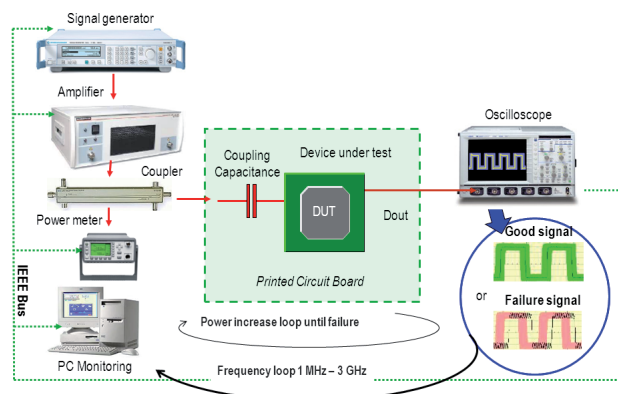 Signal generator
Amplifier
Coupler
Power meter
IEEE Bus
PC Monitoring
Coupling
Capacitance
Device under test
DUT
Dout
Printed Circuit Board
Oscilloscope
Good signal
or
Failure signal
Power increase loop until failure
Frequency loop 1 MHz – 3 GHz